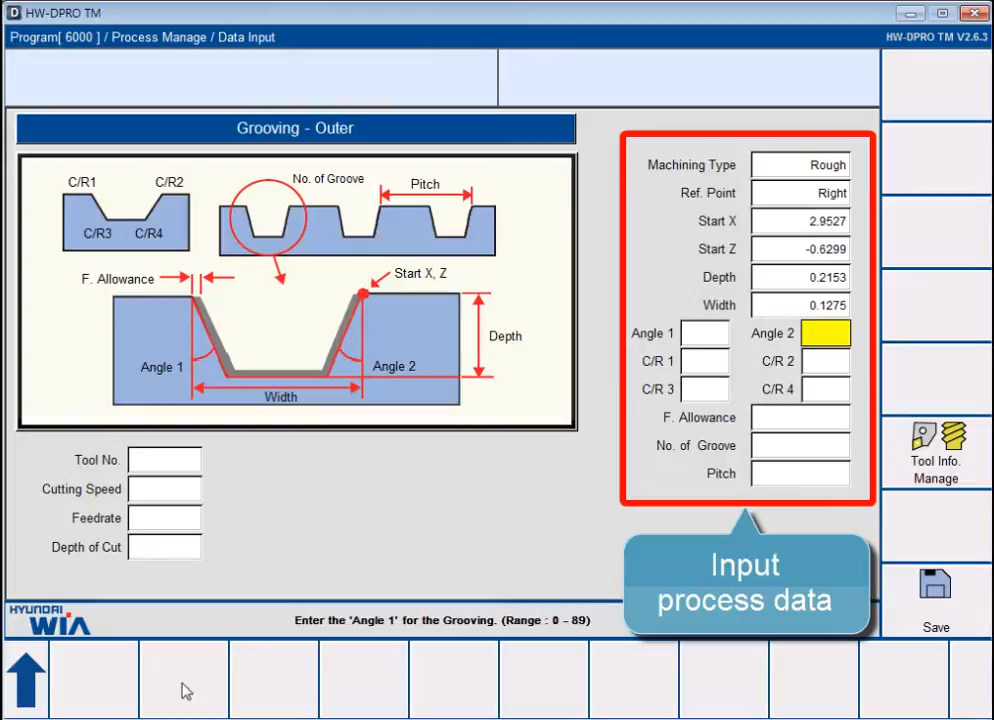 HW-DPRO TM
Program[ 6000 ] / Process Manage / Data Input
HW-DPRO TM V2.6.3
Grooving - Outer
C/R1
C/R2
C/R3
C/R4
No. of Groove
Pitch
F. Allowance
Start X, Z
Depth
Angle 1
Angle 2
Width
Machining Type Rough
Ref. Point Right
Start X 2.9527
Start Z -0.6299
Depth 0.2153
Width 0.1275
Angle 1 Angle 2
C/R 1 C/R 2
C/R 3 C/R 4
F. Allowance
No. of Groove
Pitch
Tool No.
Cutting Speed
Feedrate
Depth of Cut
Input
process data
Tool Info.
Manage
Save
HYUNDAI
WIA
Enter the 'Angle 1' for the Grooving. (Range : 0 – 89)